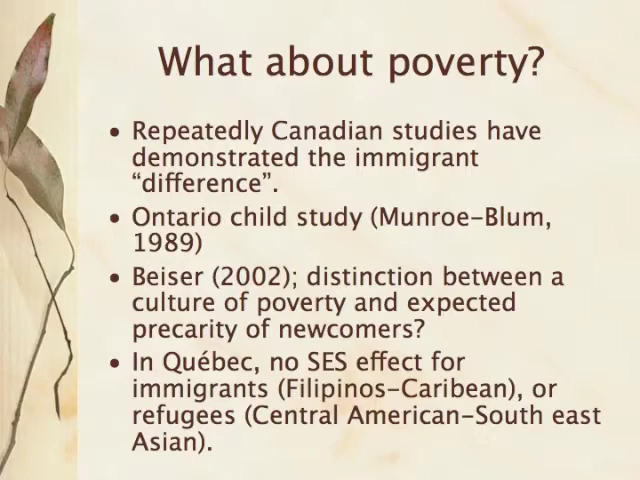 What about poverty?
• Repeatedly Canadian studies have
demonstrated the immigrant
“difference”.
• Ontario child study (Munroe-Blum,
1989)
• Beiser (2002); distinction between a
culture of poverty and expected
precarity of newcomers?
• In Québec, no SES effect for
immigrants (Filipinos-Caribean), or
refugees (Central American-South east
Asian).